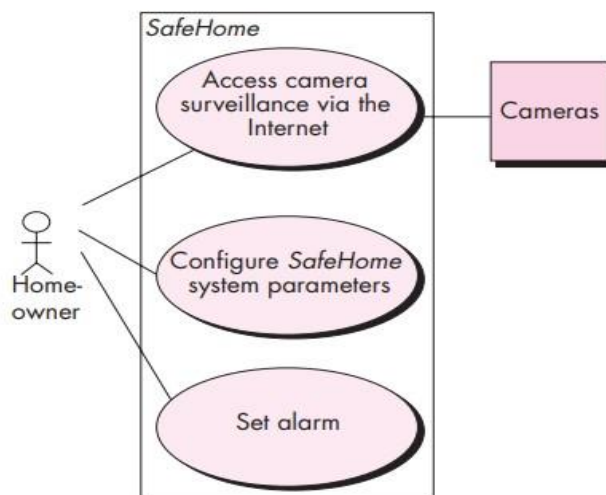 SafeHome
Access camera
surveillance via the
Internet
Cameras
Configure SafeHome
system parameters
Home-
owner
Set alarm